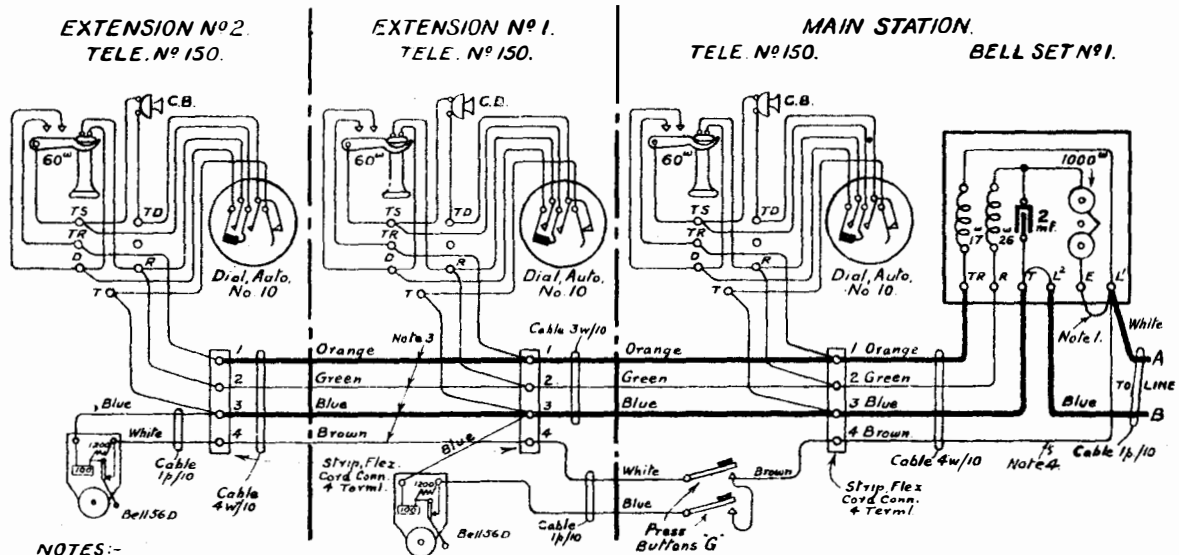 EXTENSION Nº 2.
TELE. Nº 150.
EXTENSION Nº 1.
TELE. Nº 150.
MAIN STATION.
TELE. Nº 150.
BELL SET Nº 1.
C.B.
60ω
TS
TD
TR
D
R
T
Dial, Auto.
No. 10
C.B.
60ω
TS
TD
TR
D
R
T
Dial, Auto.
No. 10
C.B.
60ω
TS
TD
TR
D
R
T
Dial, Auto.
No. 10
1000ω
17ω
26ω
2
mf.
TR
R
T
L²
E
L'
Note 1.
White
A
TO LINE
Blue
B
Cable 1p/10
1
Orange
Note 3
1
Cable 3w/10
1 Orange
2
Green
2
Green
2 Green
3
Blue
3
Blue
3 Blue
4
Brown
4
4 Brown
Blue
White
Cable
1p/10
Cable
4w/10
1200
100
Bell 56D
Blue
Strip, Flex.
Cord Conn.
4 Terml.
1200
100
Bell 56D
Cable
1p/10
White
Blue
Brown
Press
Buttons "G"
Strip, Flex
Cord Conn.
4 Terml.
Cable 4w/10
Note 4.
NOTES:-